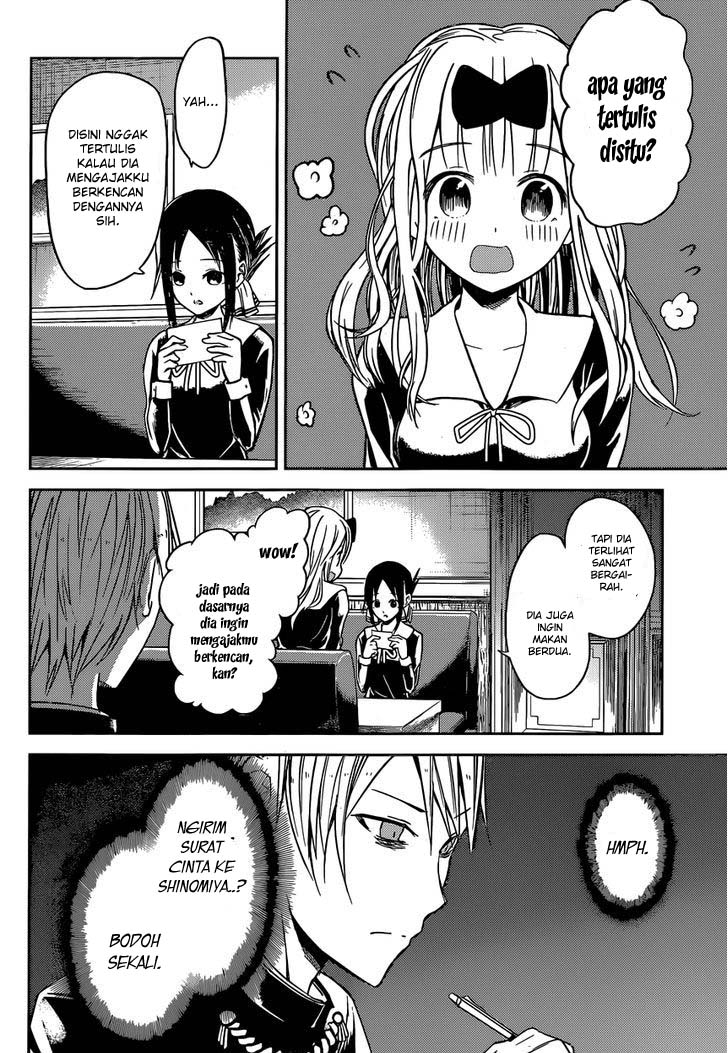 apa yang
tertulis
disitu?
YAH...
DISINI NGGAK
TERTULIS
KALAU DIA
MENGAJAKKU
BERKENCAN
DENGANNYA
SIH.
TAPI DIA
TERLIHAT
SANGAT
BERGAI-
RAH.
DIA JUGA
INGIN
MAKAN
BERDUA.
WOW!
jadi pada
dasarnya
dia ingin
mengajakmu
berkencan,
kan?
HMPH.
NGIRIM
SURAT
CINTA KE
SHINOMIYA..?
BODOH
SEKALI.